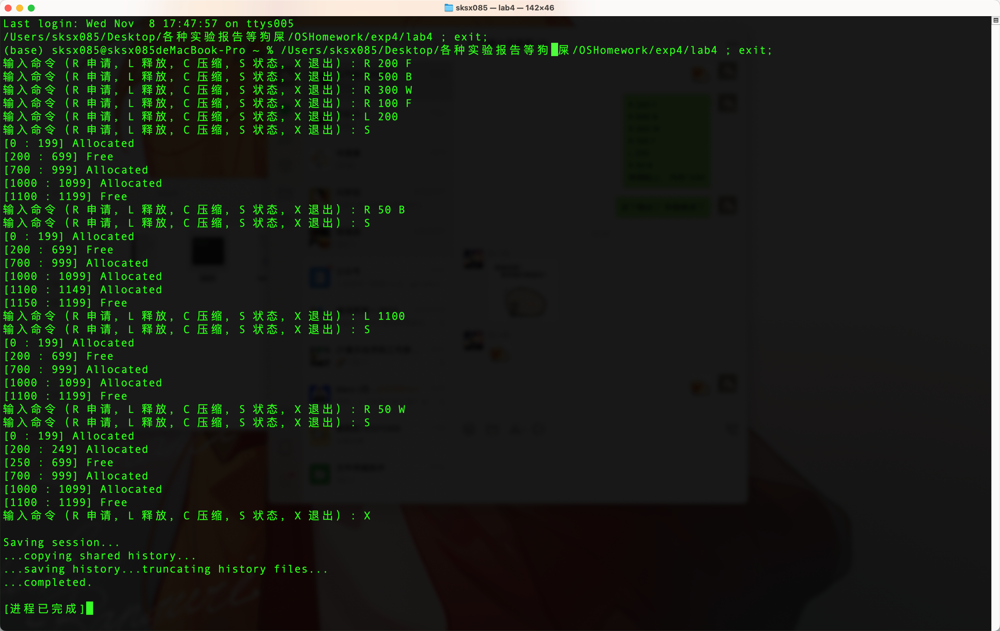 sksx085 — lab4 — 142×46
Last login: Wed Nov  8 17:47:57 on ttys005
/Users/sksx085/Desktop/各种实验报告等狗屎/OSHomework/exp4/lab4 ; exit;
(base) sksx085@sksx085deMacBook-Pro ~ % /Users/sksx085/Desktop/各种实验报告等狗屎/OSHomework/exp4/lab4 ; exit;
输入命令 (R 申请, L 释放, C 压缩, S 状态, X 退出) : R 200 F
输入命令 (R 申请, L 释放, C 压缩, S 状态, X 退出) : R 500 B
输入命令 (R 申请, L 释放, C 压缩, S 状态, X 退出) : R 300 W
输入命令 (R 申请, L 释放, C 压缩, S 状态, X 退出) : R 100 F
输入命令 (R 申请, L 释放, C 压缩, S 状态, X 退出) : L 200
输入命令 (R 申请, L 释放, C 压缩, S 状态, X 退出) : S
[0 : 199] Allocated
[200 : 699] Free
[700 : 999] Allocated
[1000 : 1099] Allocated
[1100 : 1199] Free
输入命令 (R 申请, L 释放, C 压缩, S 状态, X 退出) : R 50 B
输入命令 (R 申请, L 释放, C 压缩, S 状态, X 退出) : S
[0 : 199] Allocated
[200 : 699] Free
[700 : 999] Allocated
[1000 : 1099] Allocated
[1100 : 1149] Allocated
[1150 : 1199] Free
输入命令 (R 申请, L 释放, C 压缩, S 状态, X 退出) : L 1100
输入命令 (R 申请, L 释放, C 压缩, S 状态, X 退出) : S
[0 : 199] Allocated
[200 : 699] Free
[700 : 999] Allocated
[1000 : 1099] Allocated
[1100 : 1199] Free
输入命令 (R 申请, L 释放, C 压缩, S 状态, X 退出) : R 50 W
输入命令 (R 申请, L 释放, C 压缩, S 状态, X 退出) : S
[0 : 199] Allocated
[200 : 249] Allocated
[250 : 699] Free
[700 : 999] Allocated
[1000 : 1099] Allocated
[1100 : 1199] Free
输入命令 (R 申请, L 释放, C 压缩, S 状态, X 退出) : X
Saving session...
...copying shared history...
...saving history...truncating history files...
...completed.
[进程已完成]